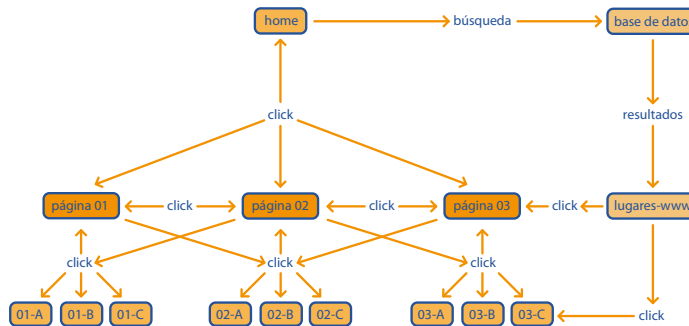 home
búsqueda
base de dato
click
resultados
página 01
click
página 02
click
página 03
click
lugares-www
click
click
click
01-A
01-B
01-C
02-A
02-B
02-C
03-A
03-B
03-C
click